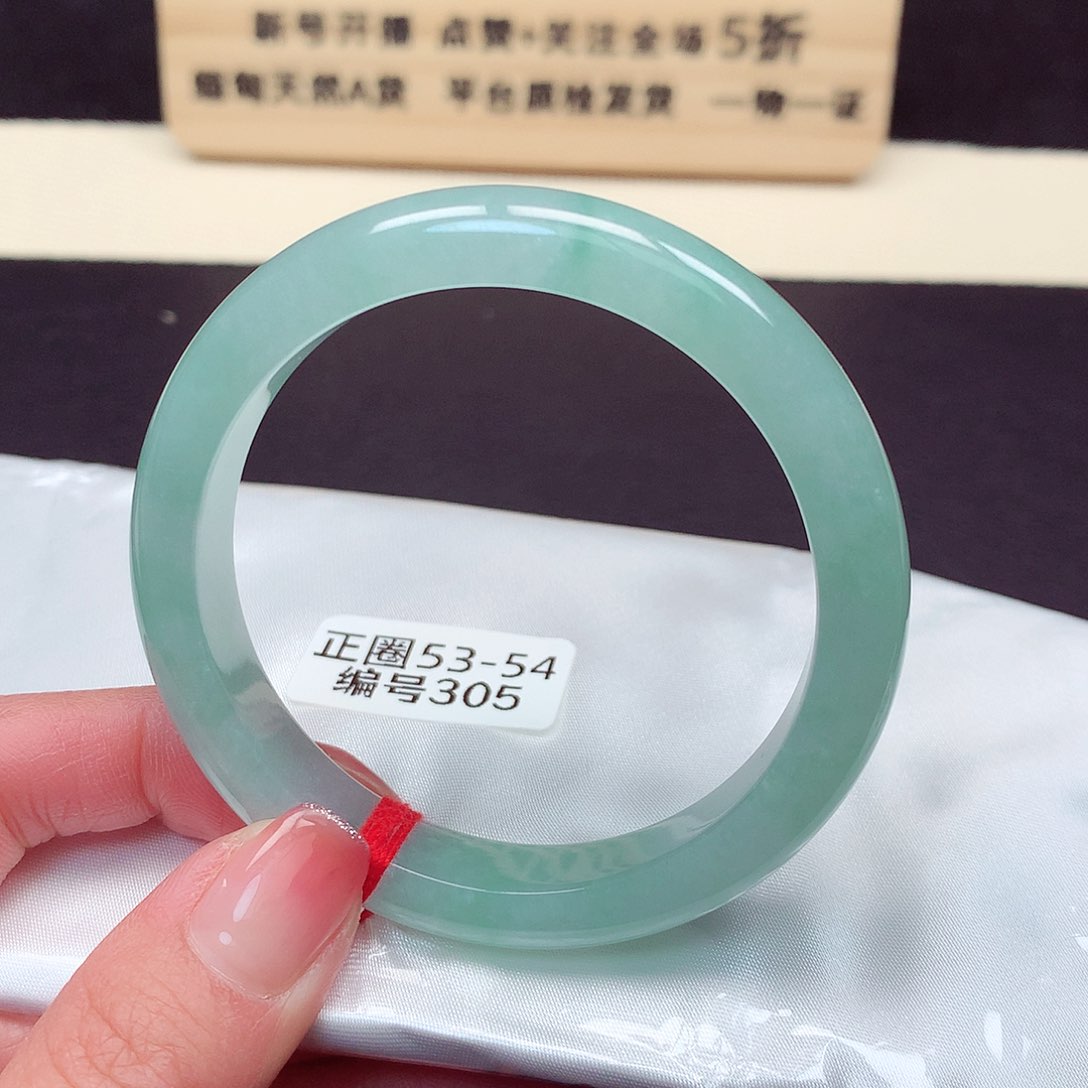 新号开播 点赞+关注全场5折
缅甸天然A货 平台质检发货 一物一证
正圈53-54
编号305